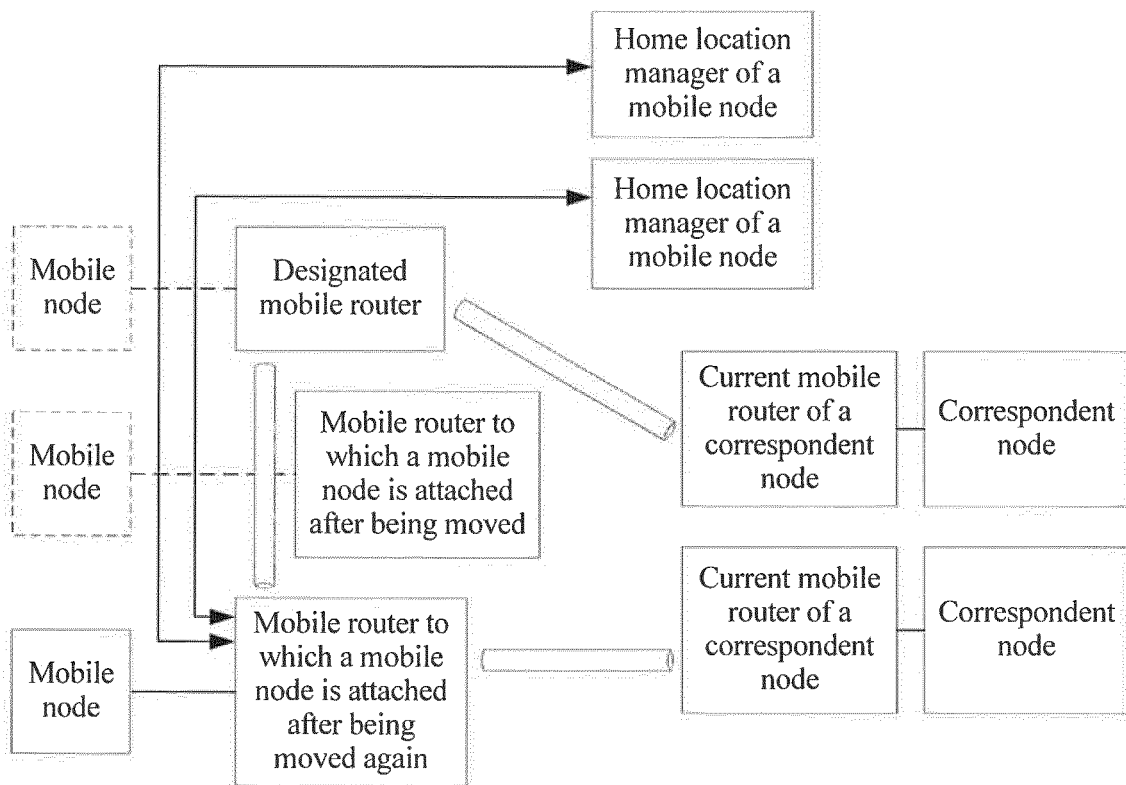 Home location
manager of a
mobile node
Home location
manager of a
mobile node
Mobile
node
Designated
mobile router
Mobile
node
Mobile router to
which a mobile
node is attached
after being moved
Current mobile
router of a
correspondent
node
Correspondent
node
Mobile
node
Mobile router to
which a mobile
node is attached
after being
moved again
Current mobile
router of a
correspondent
node
Correspondent
node